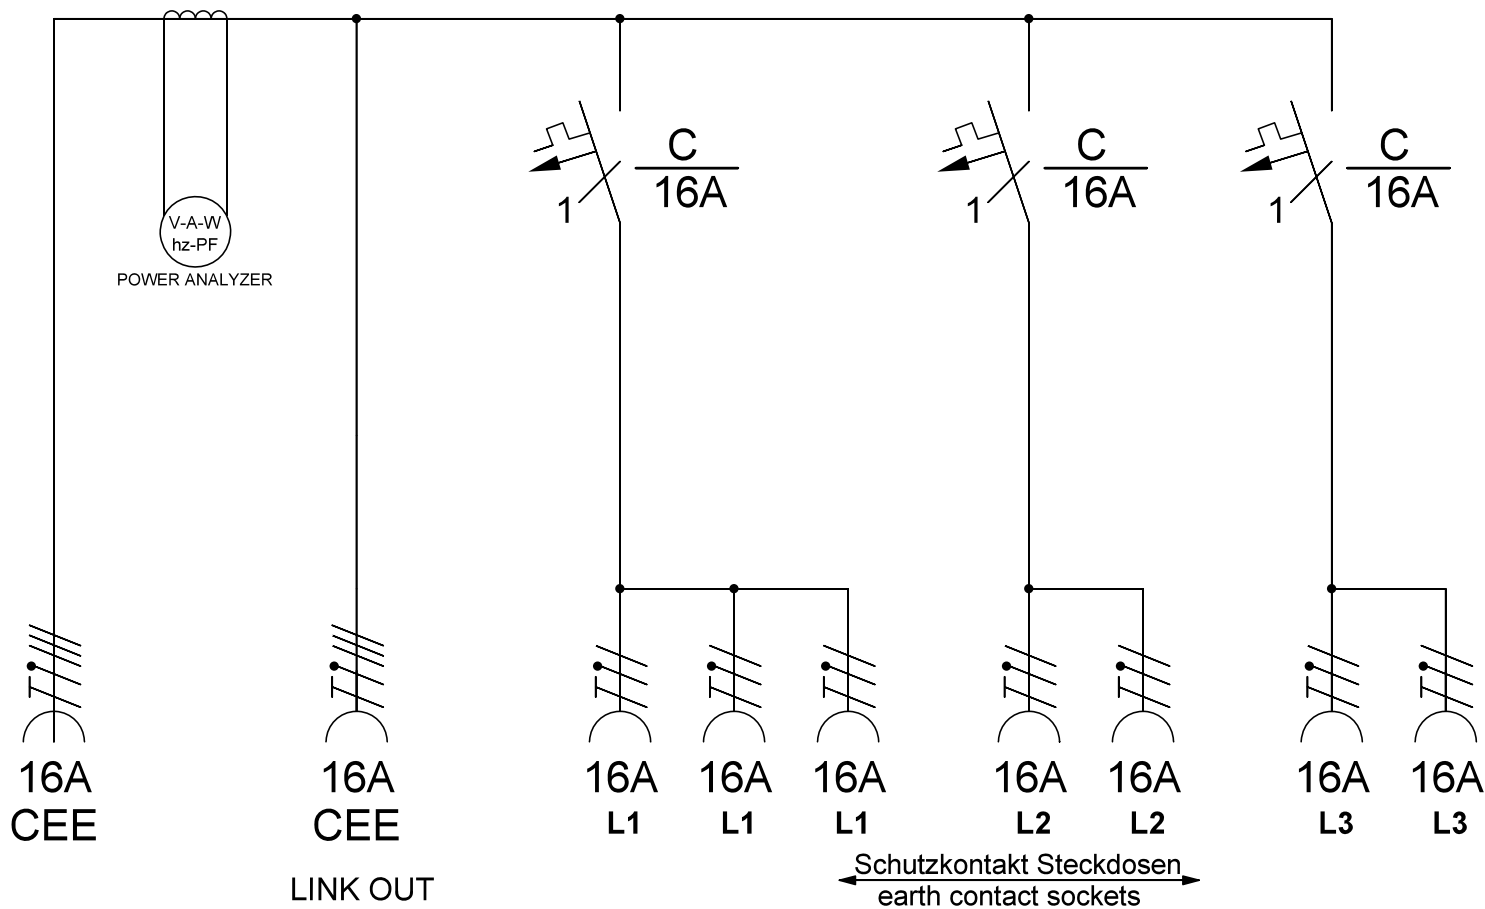 V-A-W
hz-PF
POWER ANALYZER
C
16A
1
C
16A
1
C
16A
1
16A
CEE
16A
CEE
LINK OUT
16A
L1
16A
L1
16A
L1
16A
L2
16A
L2
16A
L3
16A
L3
Schutzkontakt Steckdosen
earth contact sockets